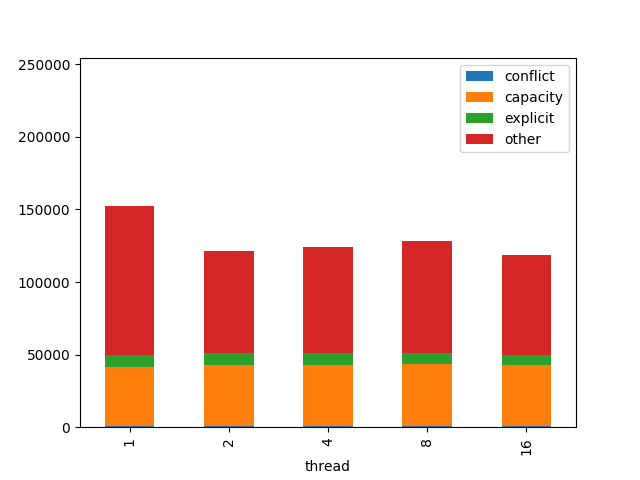 250000
200000
150000
100000
50000
0
conflict
capacity
explicit
other
1
2
4
8
16
thread